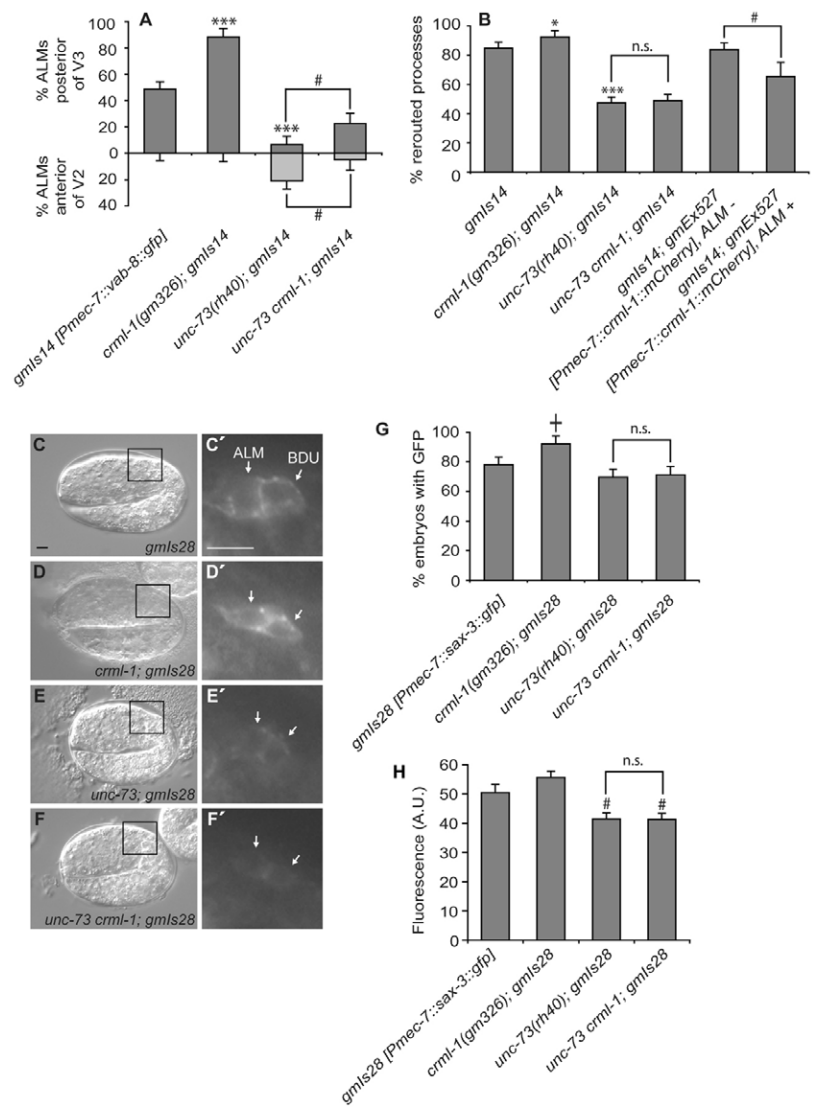 A
***
100
80
60
40
20
0
20
40
% ALMs posterior
of V3
% ALMs
anterior
of V2
#
***
#
gmIs14 [Pmec-7::vab-8::gfp]
crml-1(gm326); gmIs14
unc-73(rh40); gmIs14
unc-73 crml-1; gmIs14
B
*
n.s.
#
***
100
80
60
40
20
0
% rerouted processes
gmIs14
crml-1(gm326); gmIs14
unc-73(rh40); gmIs14
unc-73 crml-1; gmIs14
gmIs14; gmEx527
[Pmec-7::crml-1::mCherry], ALM -
gmIs14; gmEx527
[Pmec-7::crml-1::mCherry], ALM +
C
gmIs28
C´
ALM
BDU
D
crml-1; gmIs28
D´
E
unc-73; gmIs28
E´
F
unc-73 crml-1; gmIs28
F´
G
+
n.s.
100
80
60
40
20
0
% embryos with GFP
gmIs28 [Pmec-7::sax-3::gfp]
crml-1(gm326); gmIs28
unc-73(rh40); gmIs28
unc-73 crml-1; gmIs28
H
n.s.
#
#
60
50
40
30
20
10
0
Fluorescence (A.U.)
gmIs28 [Pmec-7::sax-3::gfp]
crml-1(gm326); gmIs28
unc-73(rh40); gmIs28
unc-73 crml-1; gmIs28